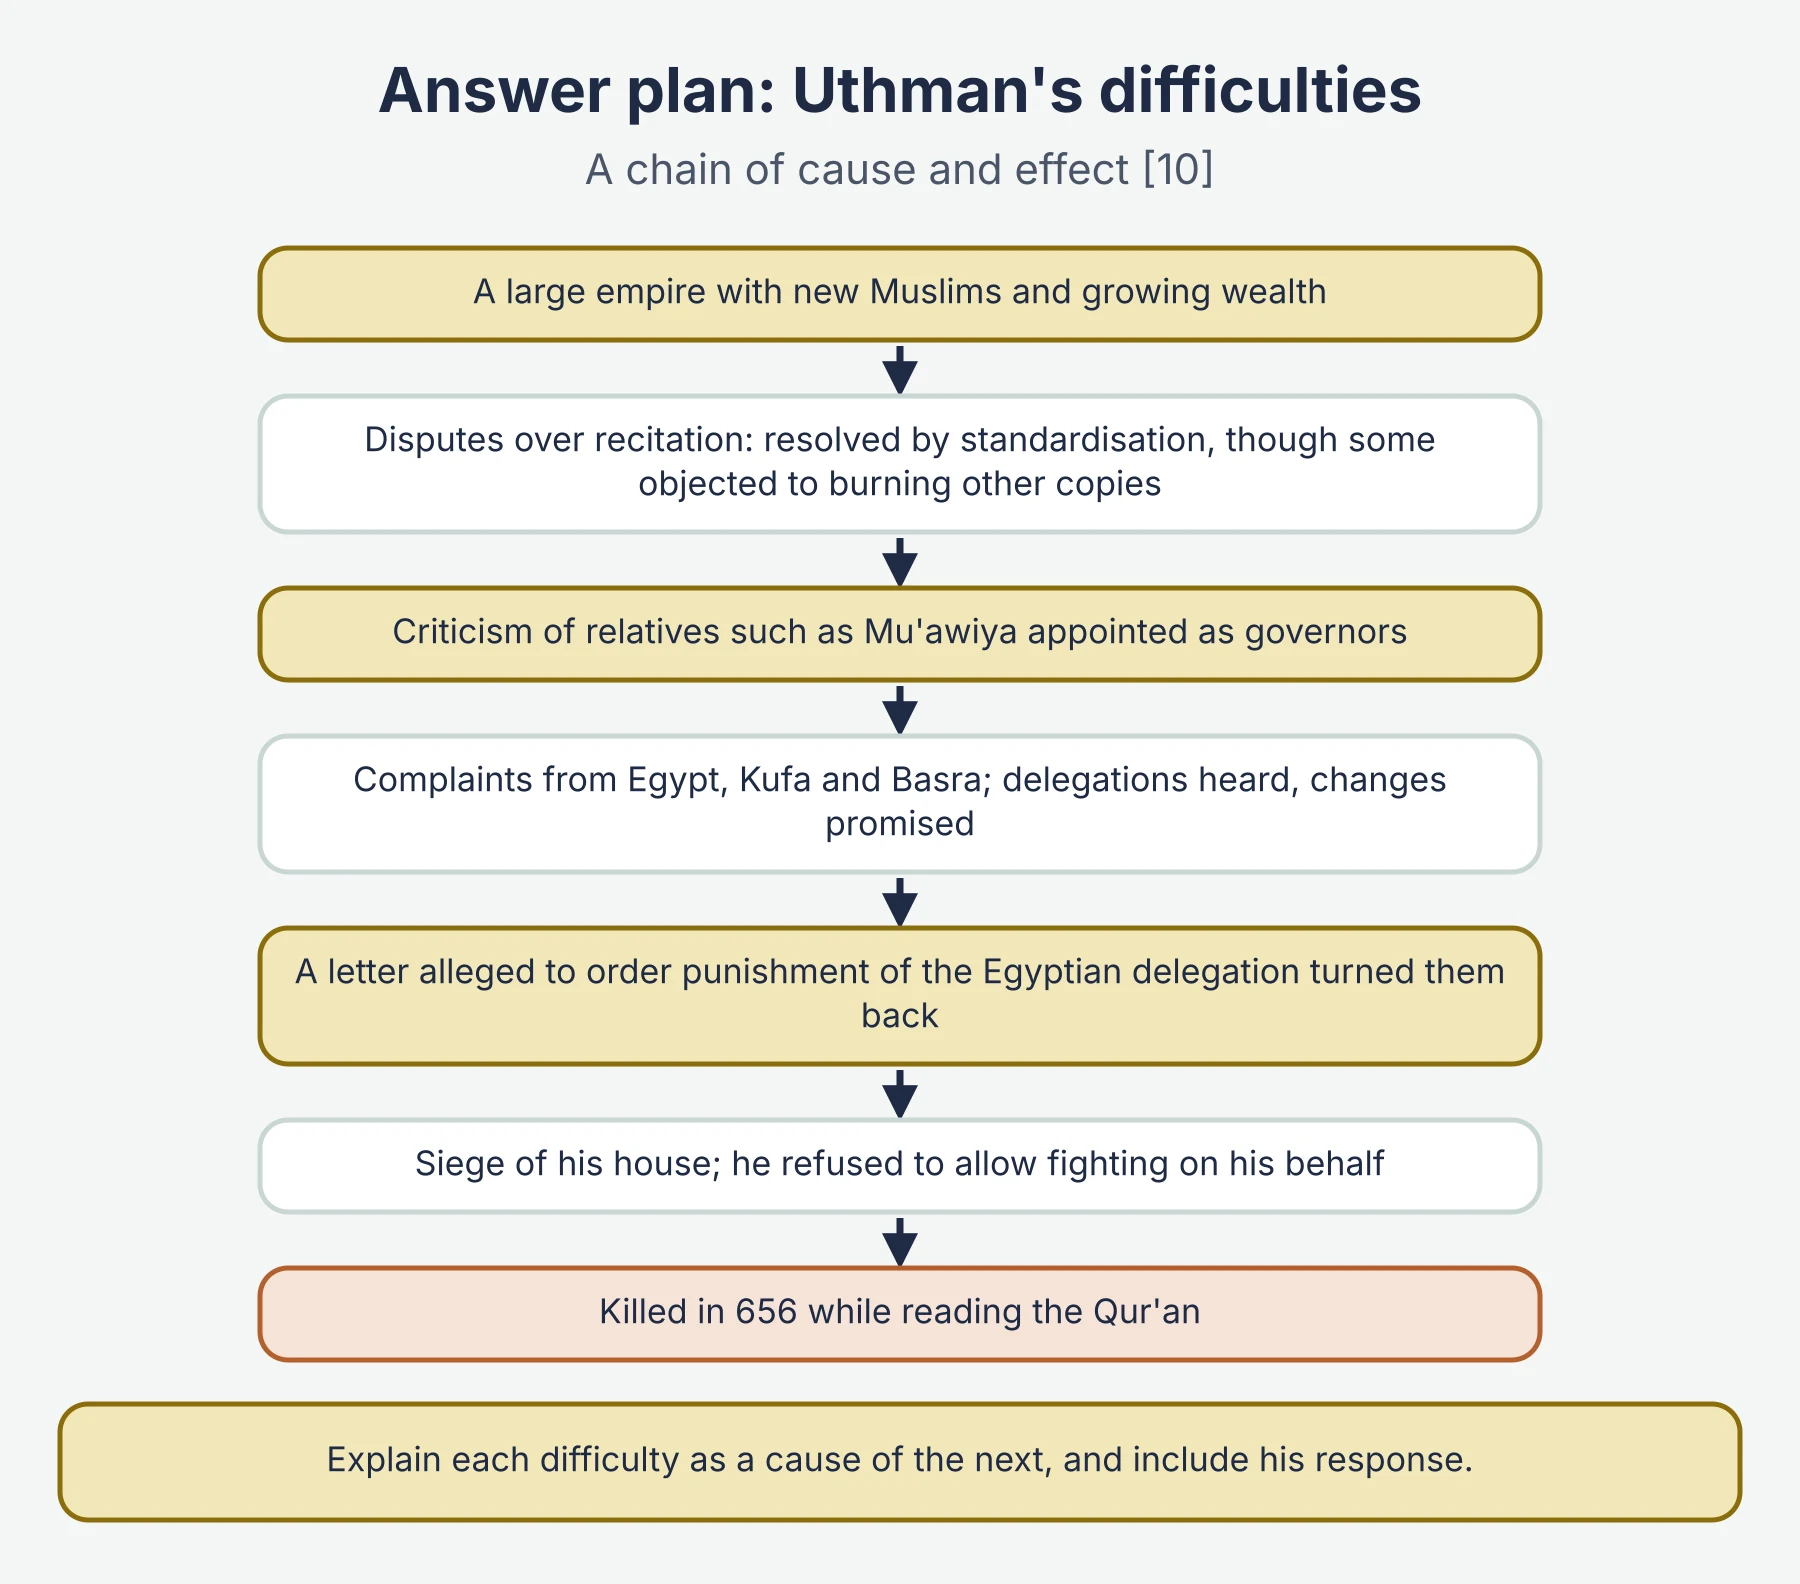 Answer plan: Uthman's difficulties
A chain of cause and effect [10]
A large empire with new Muslims and growing wealth
Disputes over recitation: resolved by standardisation, though some
objected to burning other copies
Criticism of relatives such as Mu'awiya appointed as governors
Complaints from Egypt, Kufa and Basra; delegations heard, changes
promised
A letter alleged to order punishment of the Egyptian delegation turned them
back
Siege of his house; he refused to allow fighting on his behalf
Killed in 656 while reading the Qur'an
Explain each difficulty as a cause of the next, and include his response.